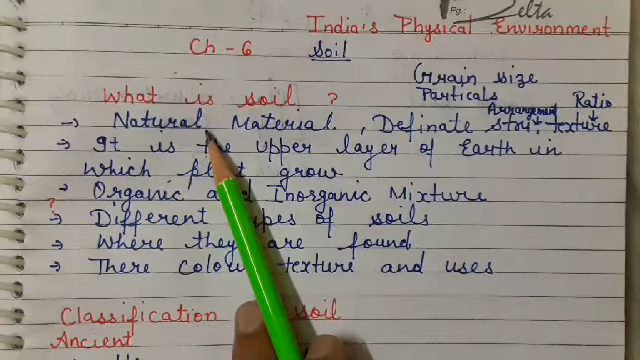 Pg.: Delta
India's Physical Environment
Ch - 6 Soil
Grain size
What is soil ? Particals Ratio
Arrangement
→ Natural Material, Definate texture
→ It is the upper layer of Earth in
which plant grow
→ Organic and Inorganic Mixture
?
→ Different types of soils
→ Where they are found
→ There colour texture and uses
Classification soil
Ancient